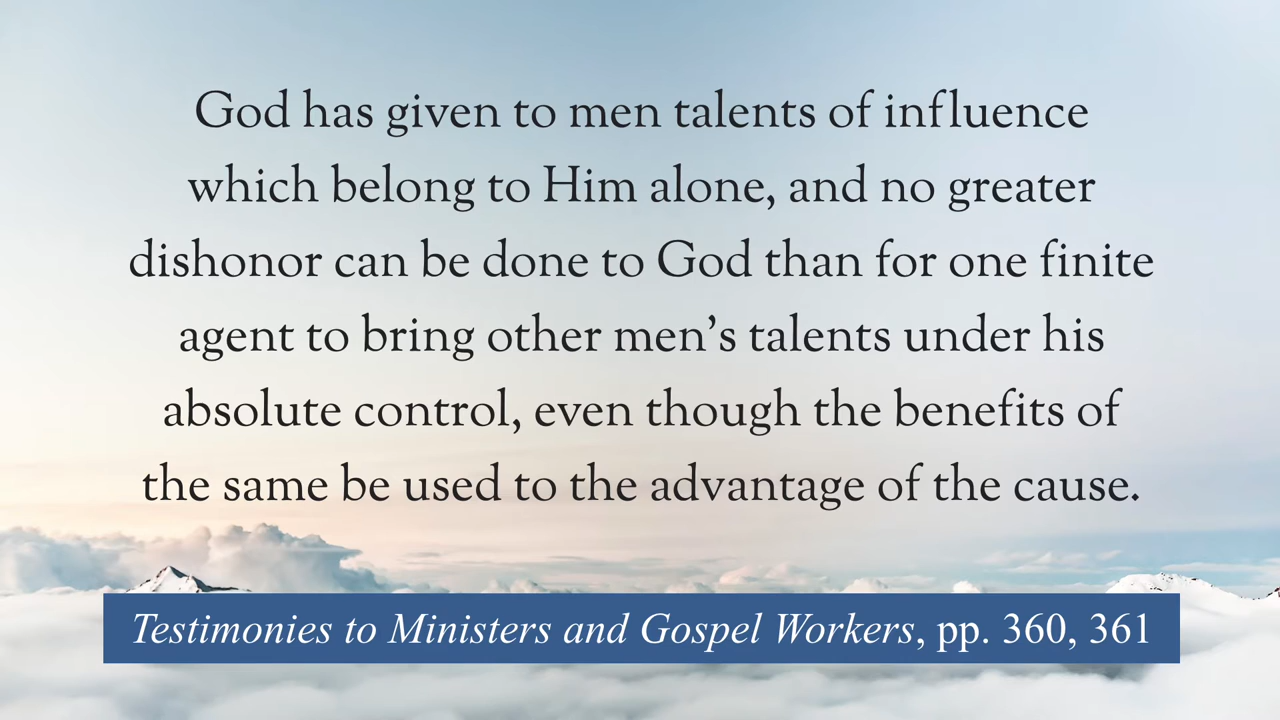 God has given to men talents of influence
which belong to Him alone, and no greater
dishonor can be done to God than for one finite
agent to bring other men’s talents under his
absolute control, even though the benefits of
the same be used to the advantage of the cause.
Testimonies to Ministers and Gospel Workers, pp. 360, 361